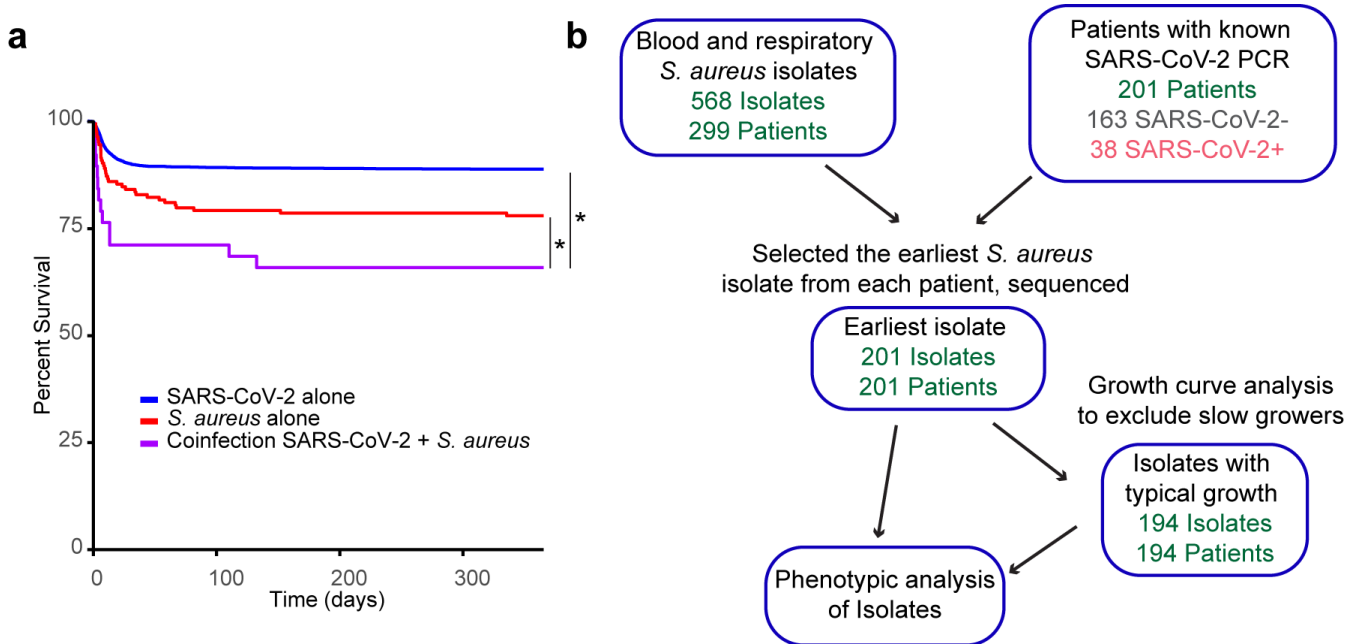 a
100
75
50
25
0
Percent Survival
0 100 200 300
Time (days)
SARS-CoV-2 alone
S. aureus alone
Coinfection SARS-CoV-2 + S. aureus
*
*
b
Blood and respiratory
S. aureus isolates
568 Isolates
299 Patients
Patients with known
SARS-CoV-2 PCR
201 Patients
163 SARS-CoV-2-
38 SARS-CoV-2+
Selected the earliest S. aureus
isolate from each patient, sequenced
Earliest isolate
201 Isolates
201 Patients
Growth curve analysis
to exclude slow growers
Isolates with
typical growth
194 Isolates
194 Patients
Phenotypic analysis
of Isolates